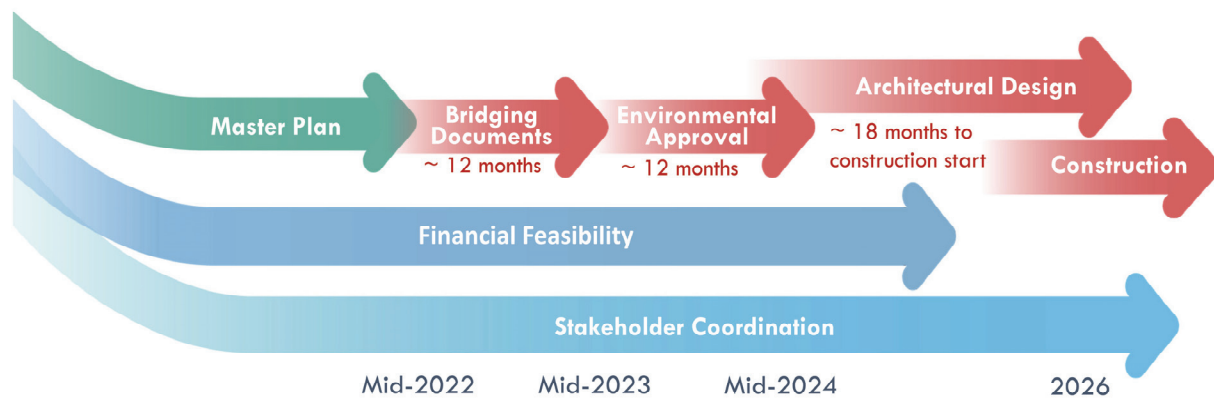 Master Plan
Bridging
Documents
~ 12 months
Environmental
Approval
~ 12 months
Architectural Design
~ 18 months to
construction start
Construction
Financial Feasibility
Stakeholder Coordination
Mid-2022
Mid-2023
Mid-2024
2026